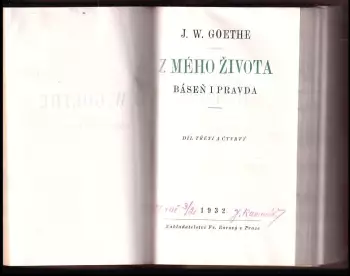 J. W. GOETHE
Z MÉHO ŽIVOTA
BÁSEŇ I PRAVDA
DÍL TŘETÍ A ČTVRTÝ
1932
Nakladatelství Fr. Borový v Praze